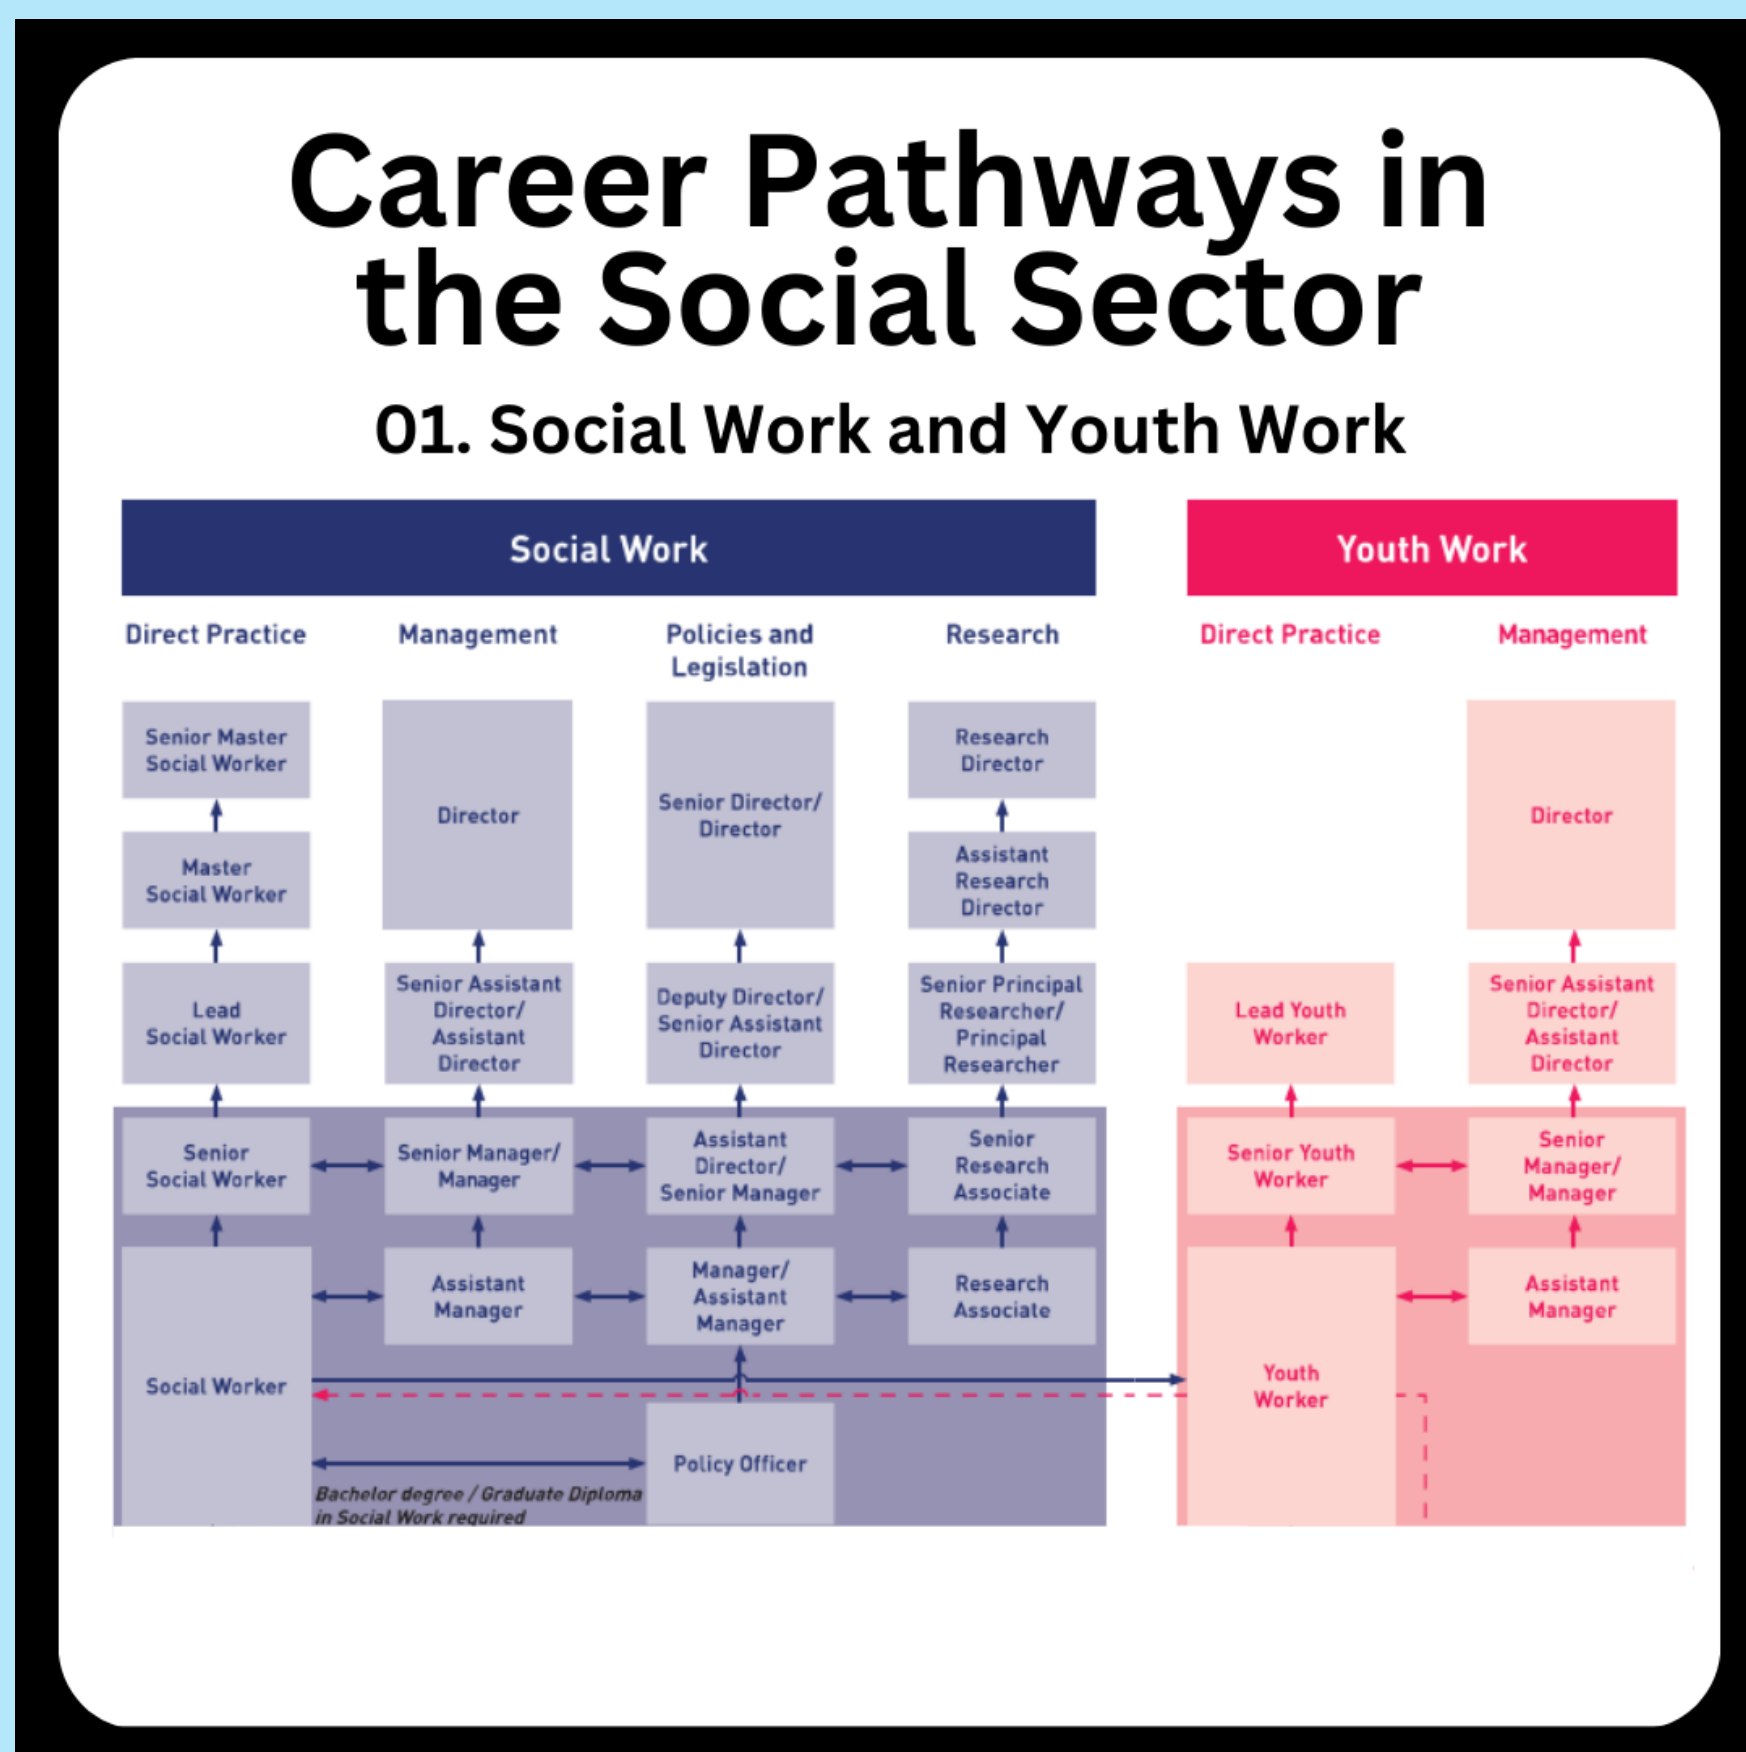 Career Pathways in
the Social Sector
01. Social Work and Youth Work
Social Work
Direct Practice
Senior Master
Social Worker
Master
Social Worker
Lead
Social Worker
Senior
Social Worker
Social Worker
Management
Director
Senior Assistant
Director/
Assistant
Director
Senior Manager/
Manager
Assistant
Manager
Policies and
Legislation
Senior Director/
Director
Deputy Director/
Senior Assistant
Director
Assistant
Director/
Senior Manager
Manager/
Assistant
Manager
Policy Officer
Bachelor degree / Graduate Diploma
in Social Work required
Research
Research
Director
Assistant
Research
Director
Senior Principal
Researcher/
Principal
Researcher
Senior
Research
Associate
Research
Associate
Youth Work
Direct Practice
Lead Youth
Worker
Senior Youth
Worker
Youth
Worker
Management
Director
Senior Assistant
Director/
Assistant
Director
Senior
Manager/
Manager
Assistant
Manager